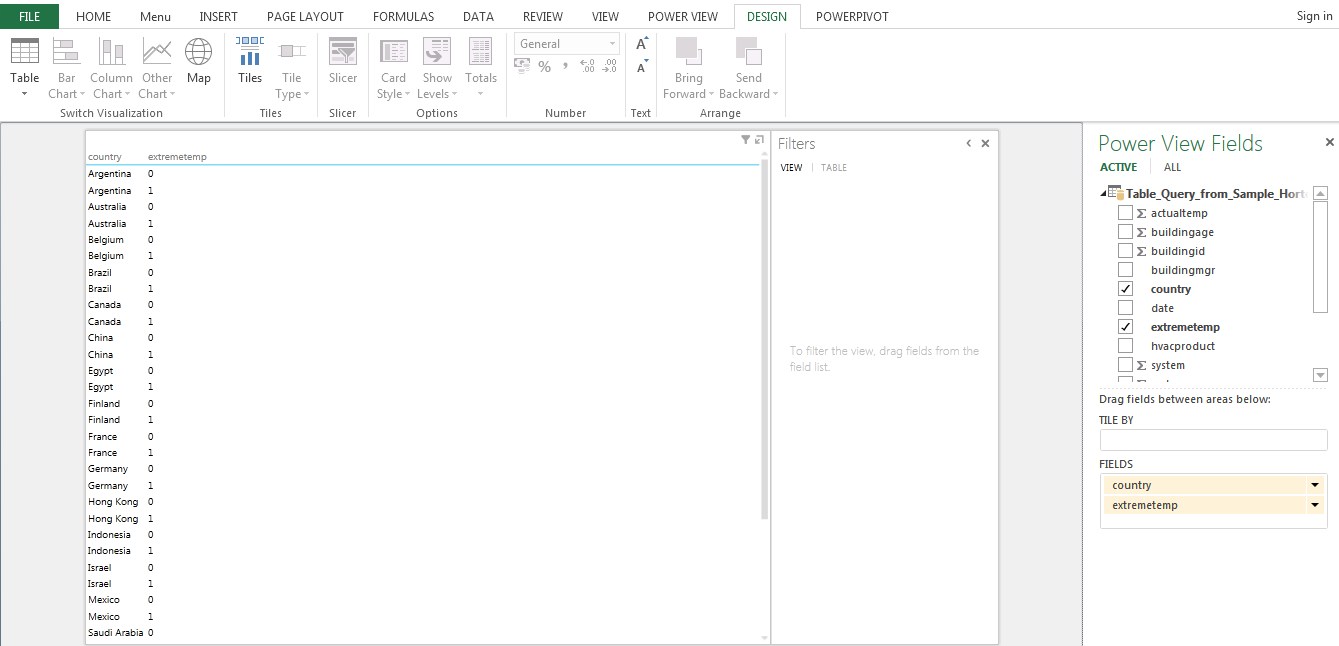 FILE HOME Menu INSERT PAGE LAYOUT FORMULAS DATA REVIEW VIEW POWER VIEW DESIGN POWERPIVOT Sign in
Table Bar Chart Column Chart Other Chart Map
Switch Visualization
Tiles Tile Type
Tiles
Slicer
Slicer
Card Style Show Levels Totals
Options
General
% , ←.0 .00 .00 →.0
Number
A A
Text
Bring Forward Send Backward
Arrange
country extremetemp
Argentina 0
Argentina 1
Australia 0
Australia 1
Belgium 0
Belgium 1
Brazil 0
Brazil 1
Canada 0
Canada 1
China 0
China 1
Egypt 0
Egypt 1
Finland 0
Finland 1
France 0
France 1
Germany 0
Germany 1
Hong Kong 0
Hong Kong 1
Indonesia 0
Indonesia 1
Israel 0
Israel 1
Mexico 0
Mexico 1
Saudi Arabia 0
Filters
VIEW TABLE
To filter the view, drag fields from the
field list.
Power View Fields
ACTIVE ALL
Table_Query_from_Sample_Hort
Σ actualtemp
Σ buildingage
Σ buildingid
buildingmgr
country
date
extremetemp
hvacproduct
Σ system
Drag fields between areas below:
TILE BY
FIELDS
country
extremetemp